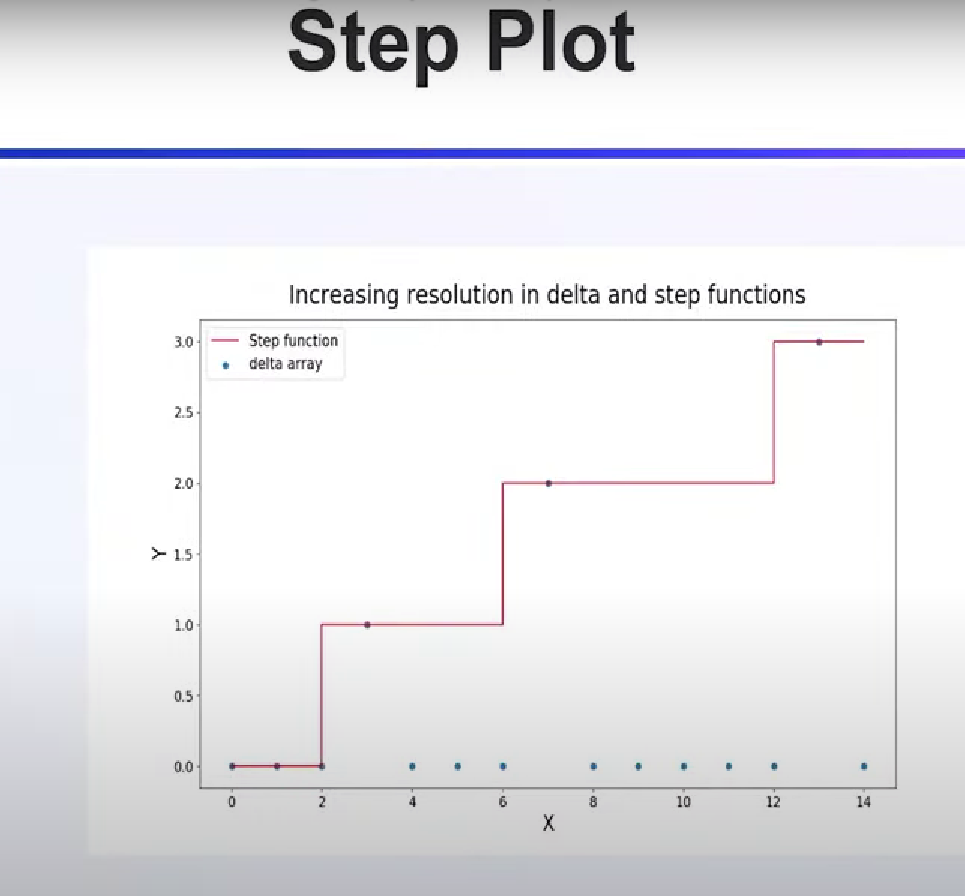 Step Plot
Increasing resolution in delta and step functions
Step function
delta array
3.0
2.5
2.0
1.5
1.0
0.5
0.0
Y
0 2 4 6 8 10 12 14
X